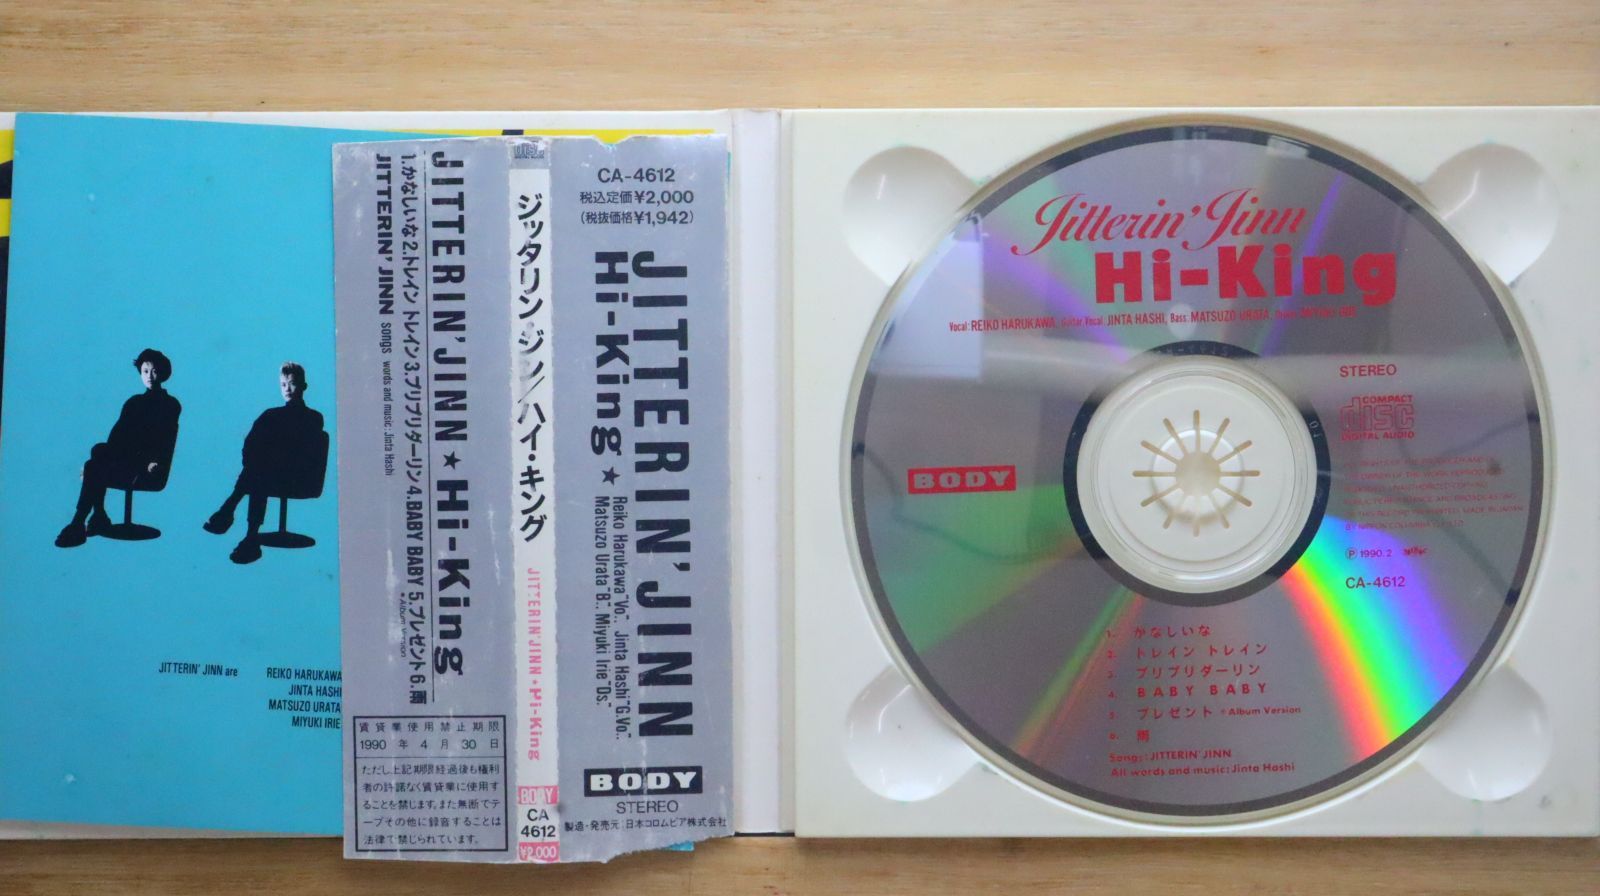 JITTERIN' JINN are
REIKO HARUKAWA
JINTA HASHI
MATSUZO URATA
MIYUKI IRIE
JITTERIN'JINN★Hi-King
1.かなしいな2.トレイン トレイン3.プリプリダーリン4.BABY BABY 5.プレゼント6.雨
*Album Version
JITTERIN'JINN songs words and music:Jinta Hashi
賃貸業使用禁止期限
1990 年 4 月 30 日
ただし上記期限経過後も権利
者の許諾なく賃貸業に使用す
ることを禁じます。また無断でテ
ープその他に録音することは
法律で禁じられています。
DISC
DIGITAL AUDIO
ジッタリン・ジン/ハイ・キング
JITTERIN'JINN★Hi-King
BODY
CA
4612
¥2,000
CA-4612
税込定価¥2,000
(税抜価格¥1,942)
JITTERIN'JINN
Hi-King★
Reiko Harukawa~Vo:. Jinta Hashi~G.Vo:.
Matsuzo Urata~B:. Miyuki Irie~Ds.
BODY
STEREO
製造・発売元:日本コロムビア株式会社
Jitterin' Jinn
Hi-King
Vocal: REIKO HARUKAWA, Guitar Vocal: JINTA HASHI, Bass: MATSUZO URATA,
STEREO
COMPACT
disc
DIGITAL AUDIO
BODY
BY NIPPON COLUMBIA CO.,LTD.
Ⓟ1990.2
CA-4612
1. かなしいな
2. トレイン トレイン
3. プリプリダーリン
4. BABY BABY
5. プレゼント *Album Version
6. 雨
Song:JITTERIN' JINN
All words and music:Jinta Hashi